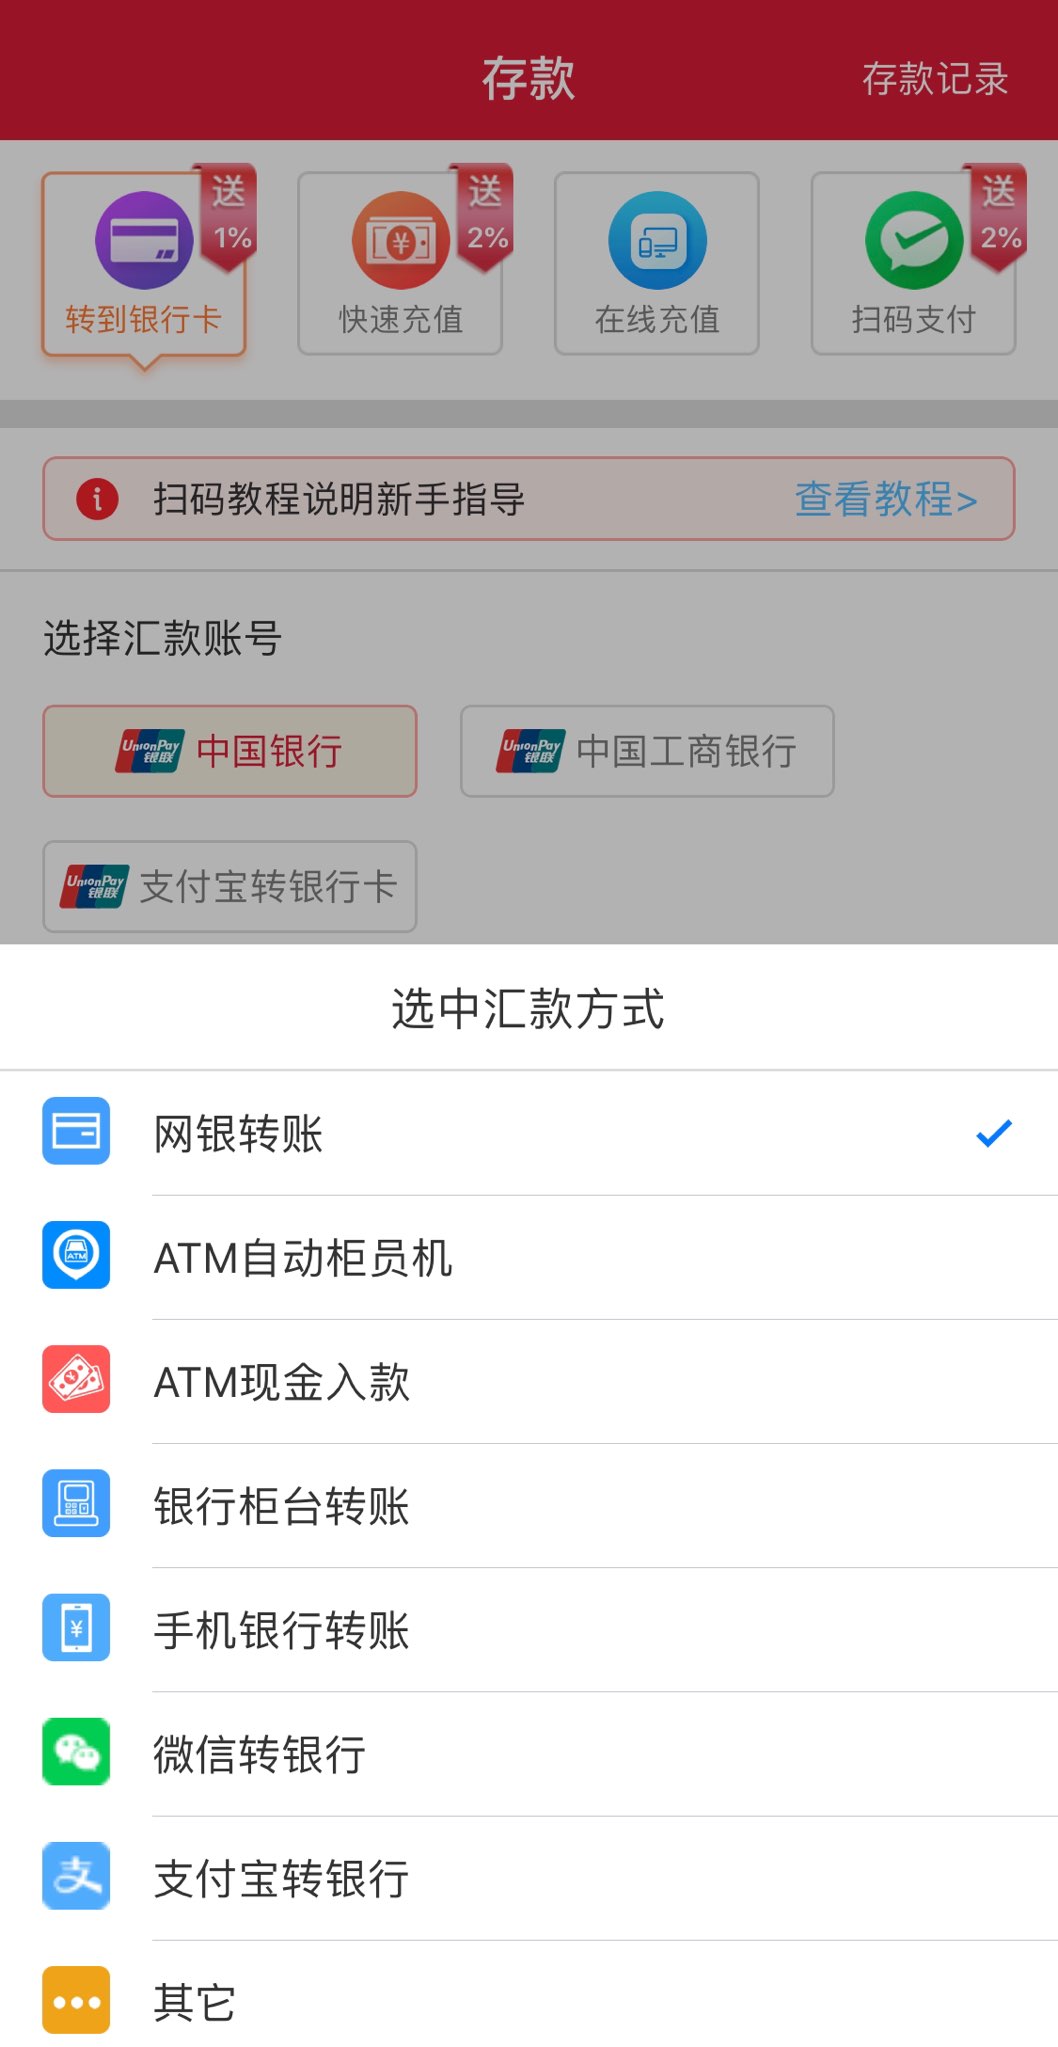 存款
存款记录
送
1%
转到银行卡
送
2%
快速充值
在线充值
送
2%
扫码支付
扫码教程说明新手指导
查看教程>
选择汇款账号
UnionPay
银联
中国银行
UnionPay
银联
中国工商银行
UnionPay
银联
支付宝转银行卡
选中汇款方式
网银转账
ATM
ATM自动柜员机
ATM现金入款
银行柜台转账
¥
手机银行转账
微信转银行
支
支付宝转银行
其它